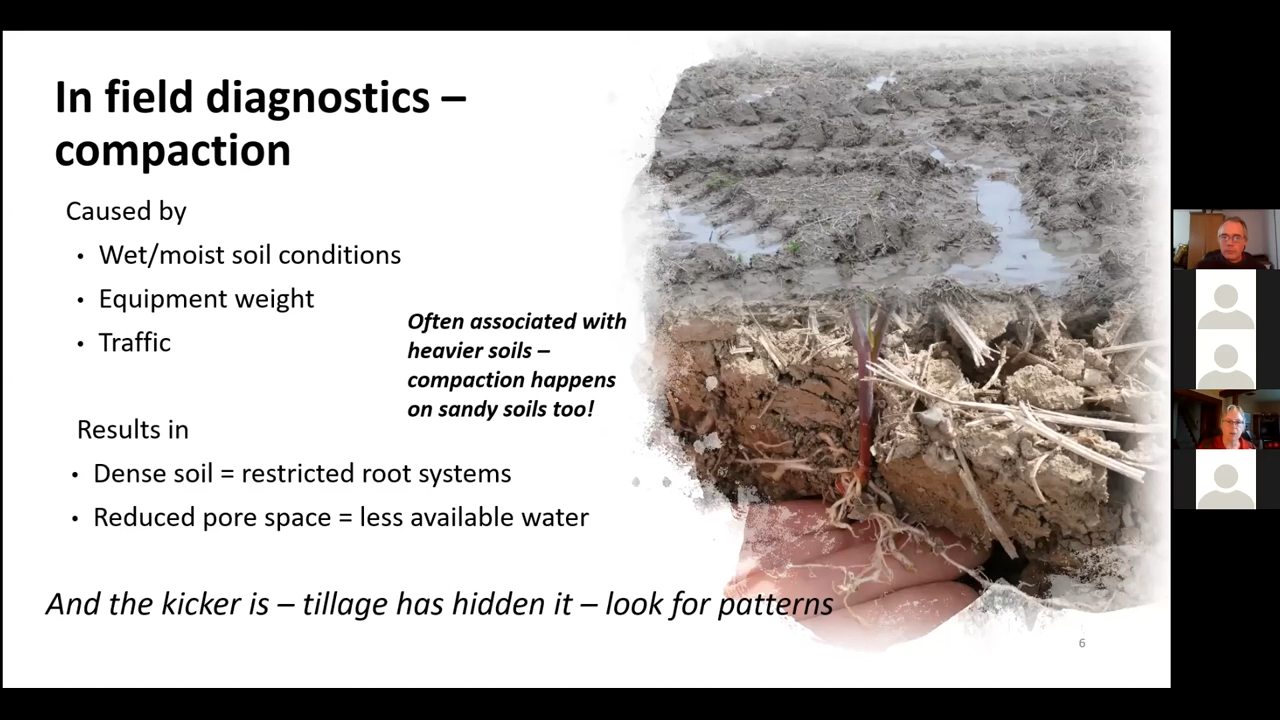 In field diagnostics –
compaction
Caused by
• Wet/moist soil conditions
• Equipment weight
• Traffic
Often associated with
heavier soils –
compaction happens
on sandy soils too!
Results in
• Dense soil = restricted root systems
• Reduced pore space = less available water
And the kicker is – tillage has hidden it – look for patterns
6